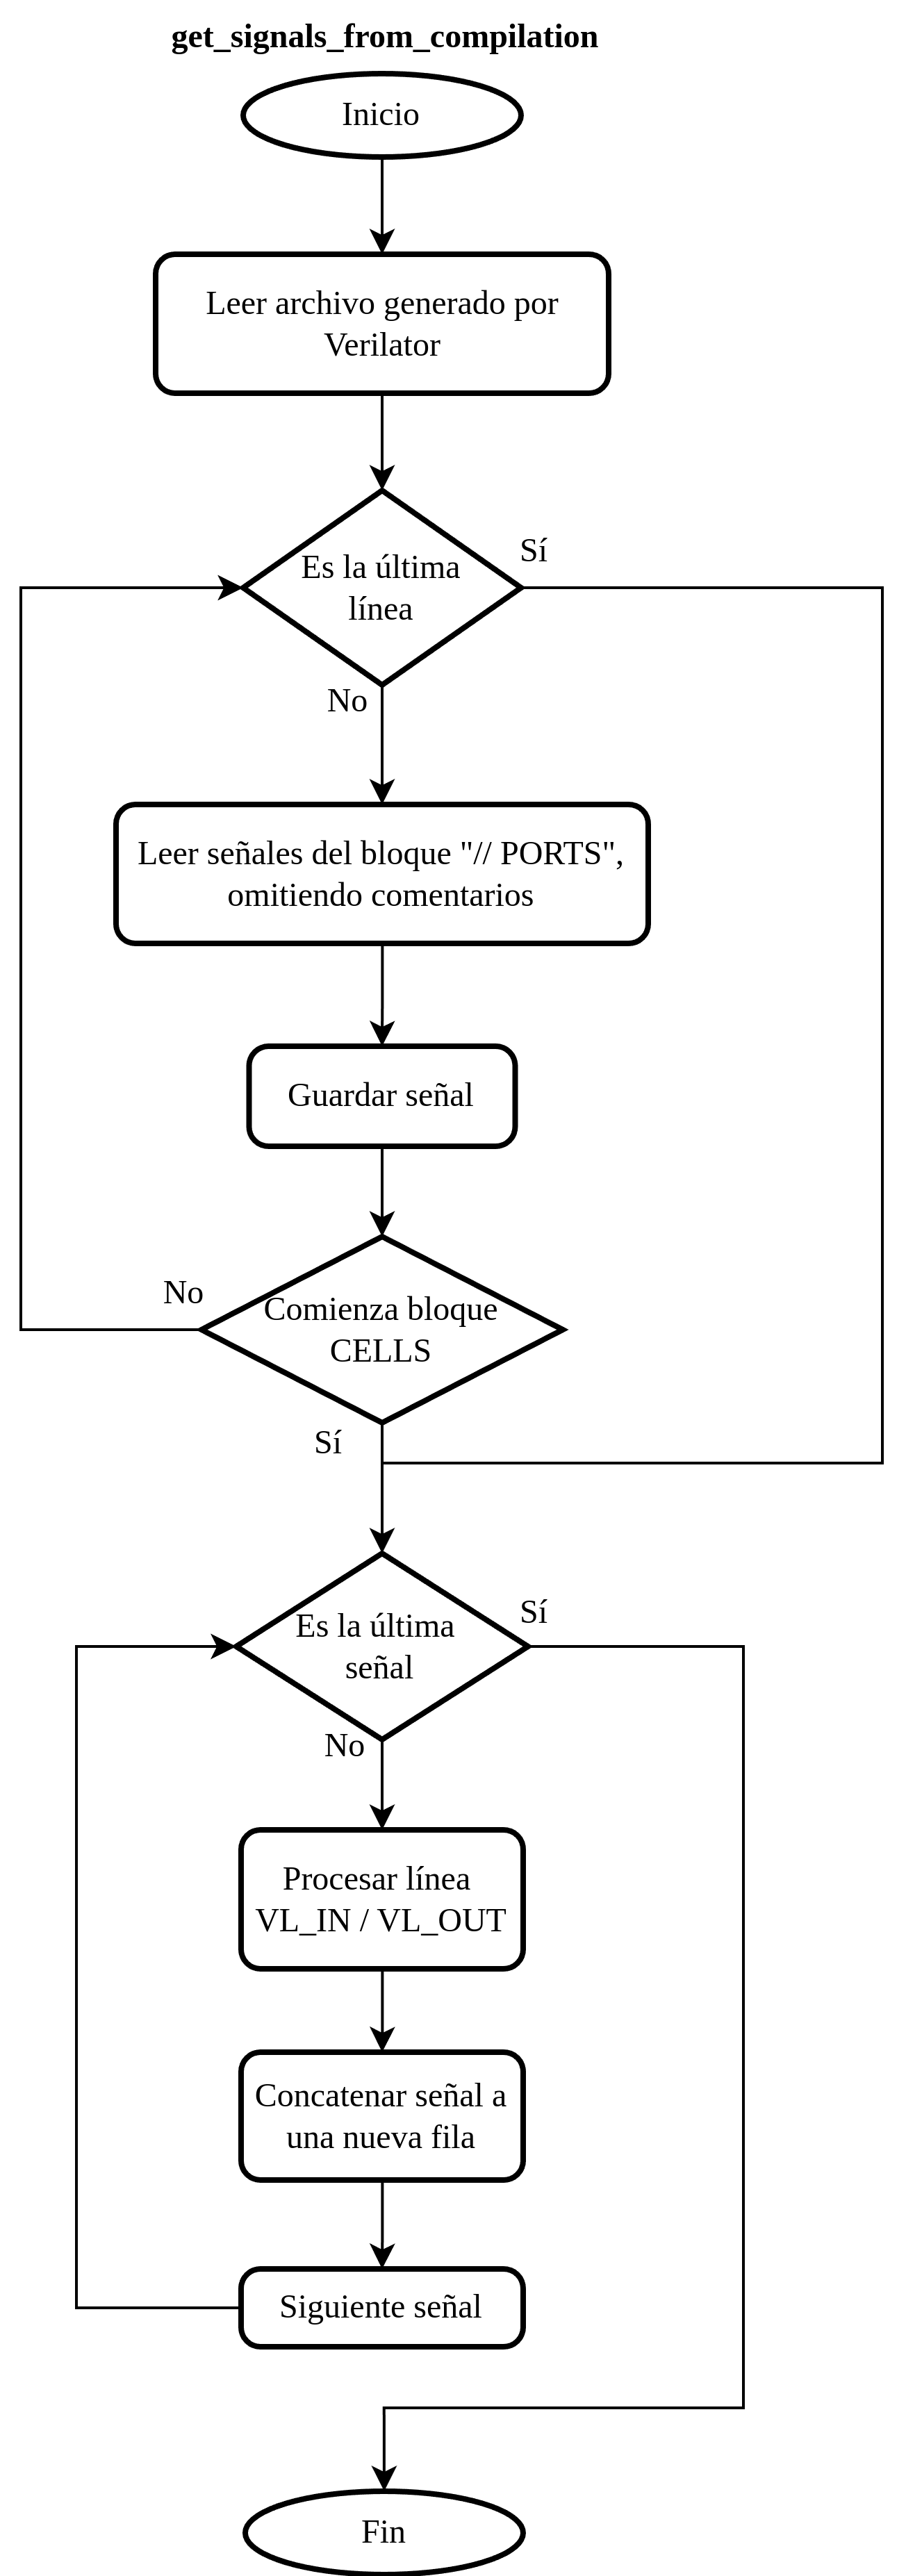 get_signals_from_compilation
Inicio
Leer archivo generado por
Verilator
Es la última
línea
Sí
No
Leer señales del bloque "// PORTS",
omitiendo comentarios
Guardar señal
Comienza bloque
CELLS
No
Sí
Es la última
señal
Sí
No
Procesar línea
VL_IN / VL_OUT
Concatenar señal a
una nueva fila
Siguiente señal
Fin